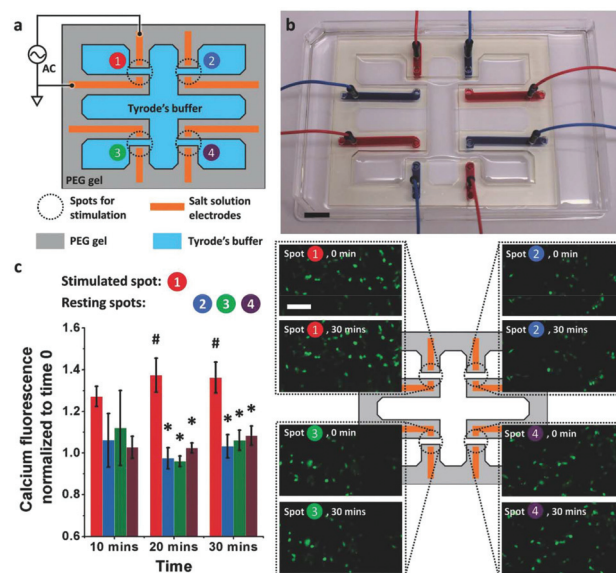 a
b
AC
1
2
Tyrode's buffer
3
4
PEG gel
Spots for
stimulation
Salt solution
electrodes
PEG gel
Tyrode's buffer
c
Stimulated spot: 1
Resting spots: 2 3 4
Calcium fluorescence
normalized to time 0
1.6
1.4
1.2
1.0
0.8
0.6
#
#
* * *
* * *
10 mins
20 mins
30 mins
Time
Spot 1 , 0 min
Spot 1 , 30 mins
Spot 2 , 0 min
Spot 2 , 30 mins
Spot 3 , 0 min
Spot 3 , 30 mins
Spot 4 , 0 min
Spot 4 , 30 mins